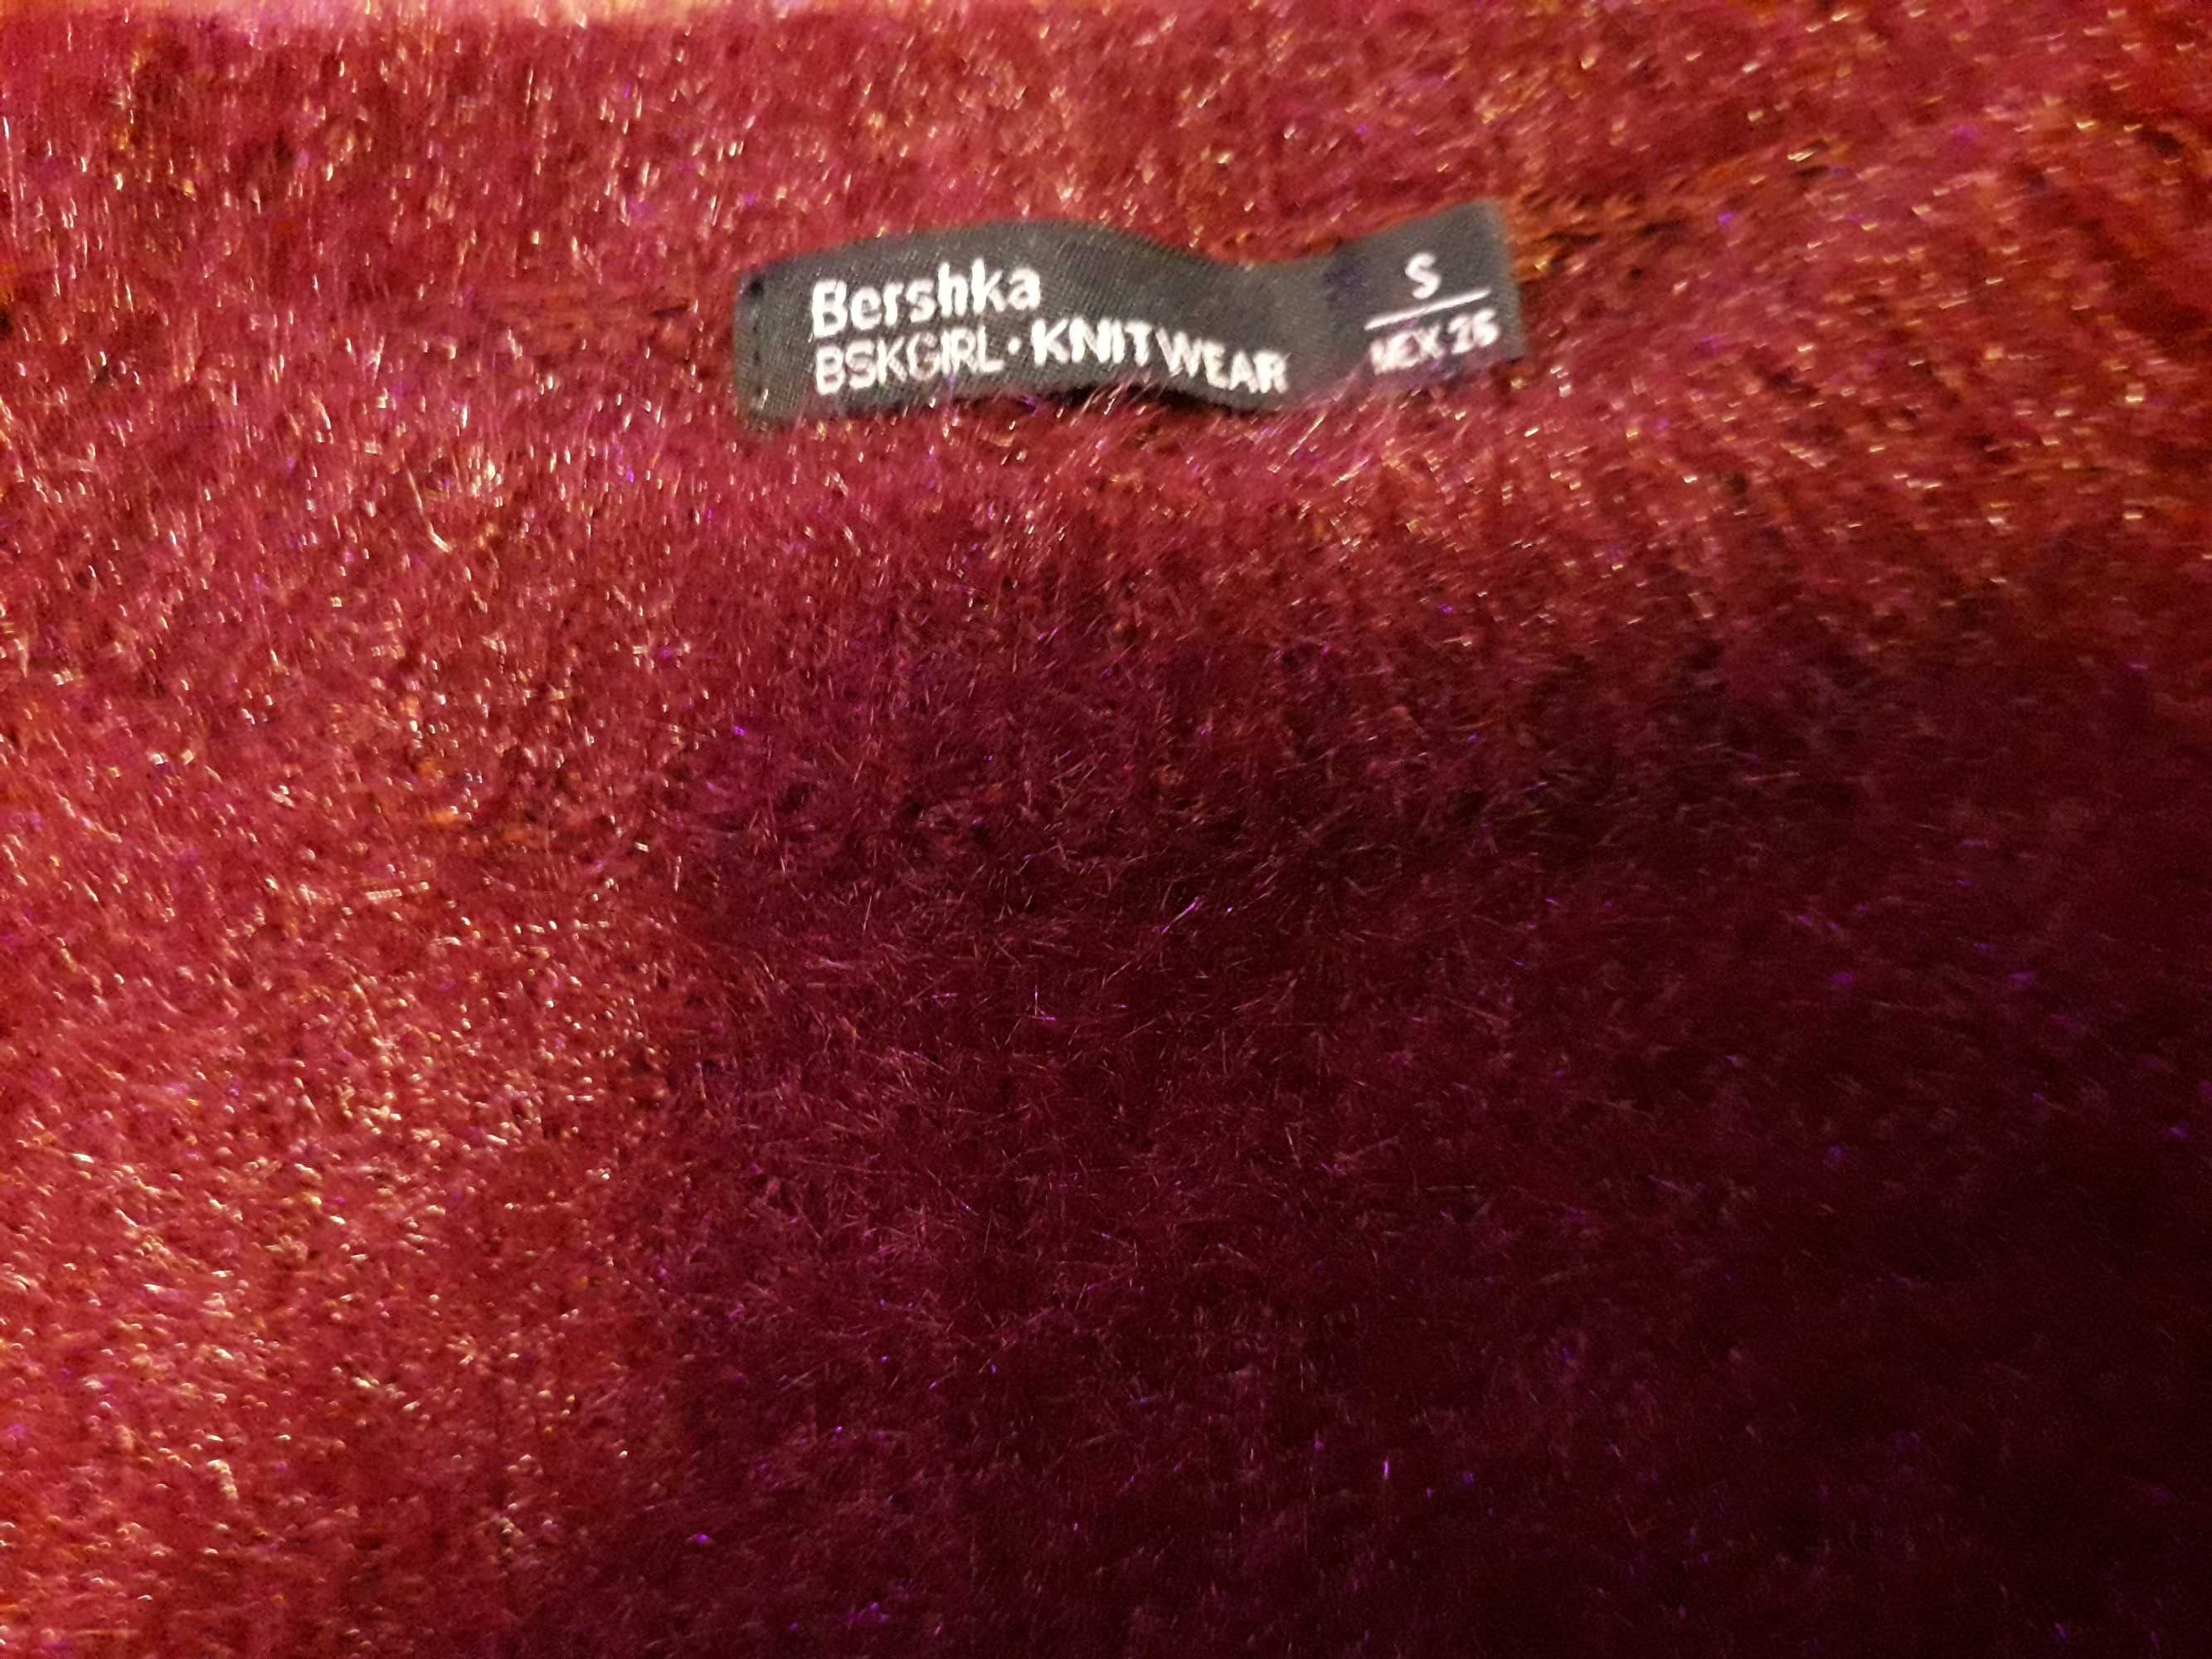 Bershka
BSKGIRL·KNITWEAR
S
MEX 26